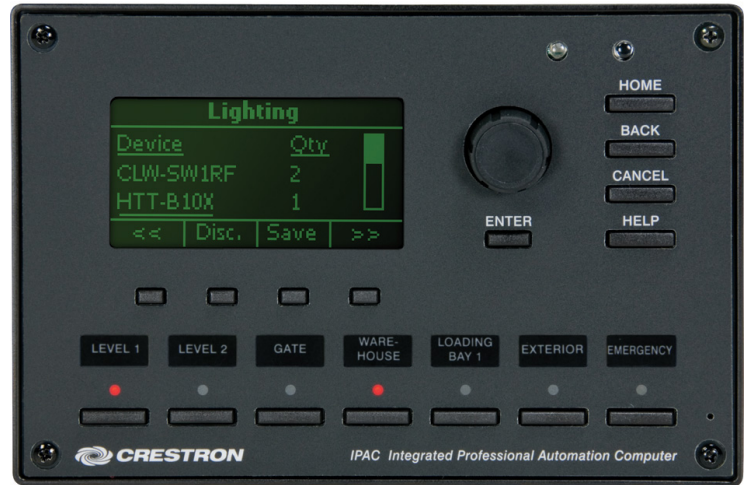 HOME
Lighting
Device Qty
BACK
CLW-SW1RF 2
CANCEL
HTT-B10X 1
HELP
ENTER
<< Disc. Save >>
LEVEL 1
LEVEL 2
GATE
WARE-
HOUSE
LOADING
BAY 1
EXTERIOR
EMERGENCY
CRESTRON
IPAC Integrated Professional Automation Computer